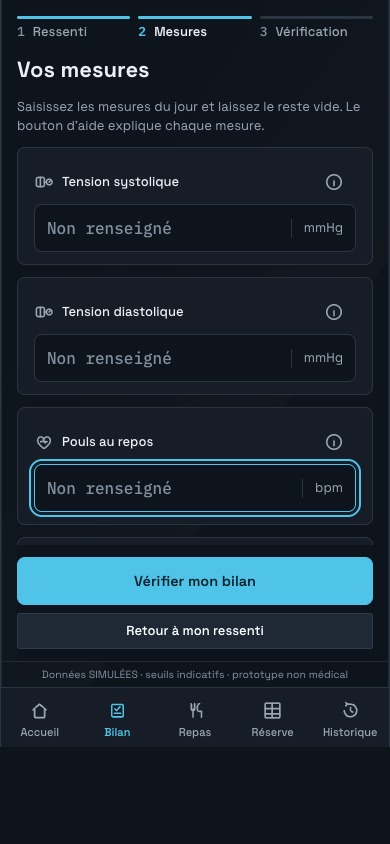 1 Ressenti
2 Mesures
3 Vérification
Vos mesures
Saisissez les mesures du jour et laissez le reste vide. Le
bouton d'aide explique chaque mesure.
Tension systolique
Non renseigné
mmHg
Tension diastolique
Non renseigné
mmHg
Pouls au repos
Non renseigné
bpm
Vérifier mon bilan
Retour à mon ressenti
Données SIMULÉES · seuils indicatifs · prototype non médical
Accueil
Bilan
Repas
Réserve
Historique